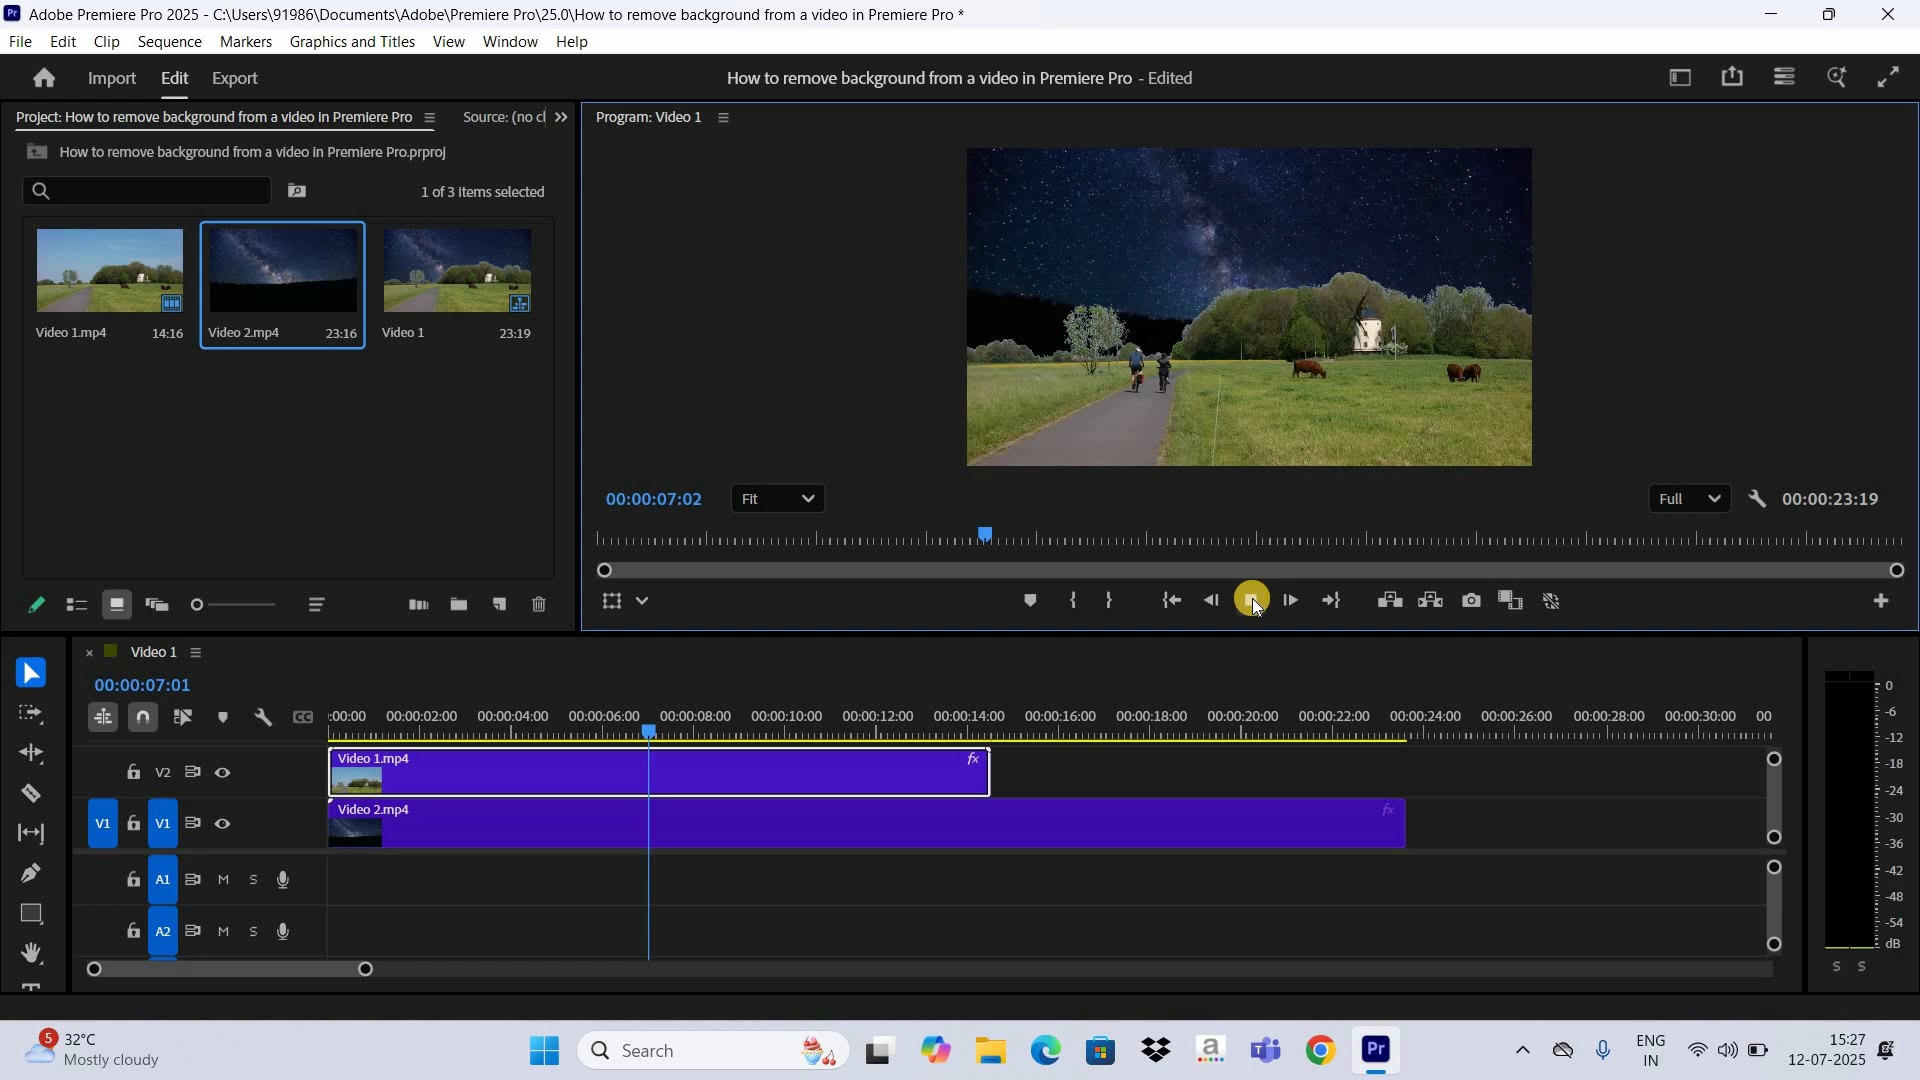 Pr Adobe Premiere Pro 2025 - C:\Users\91986\Documents\Adobe\Premiere Pro\25.0\How to remove background from a video in Premiere Pro *
File Edit Clip Sequence Markers Graphics and Titles View Window Help
Import Edit Export
How to remove background from a video in Premiere Pro - Edited
Project: How to remove background from a video in Premiere Pro
Source: (no cl
Program: Video 1
How to remove background from a video in Premiere Pro.prproj
1 of 3 items selected
Video 1.mp4 14:16
Video 2.mp4 23:16
Video 1 23:19
00:00:07:02
Fit
Full
00:00:23:19
Video 1
00:00:07:01
:00:00 00:00:02:00 00:00:04:00 00:00:06:00 00:00:08:00 00:00:10:00 00:00:12:00 00:00:14:00 00:00:16:00 00:00:18:00 00:00:20:00 00:00:22:00 00:00:24:00 00:00:26:00 00:00:28:00 00:00:30:00 00
CC
V2
Video 1.mp4 fx
V1 V1
Video 2.mp4 fx
A1 M S
A2 M S
0
-6
-12
-18
-24
-30
-36
-42
-48
-54
dB
S S
5
32°C
Mostly cloudy
Search
a
T
Pr
ENG
IN
15:27
12-07-2025